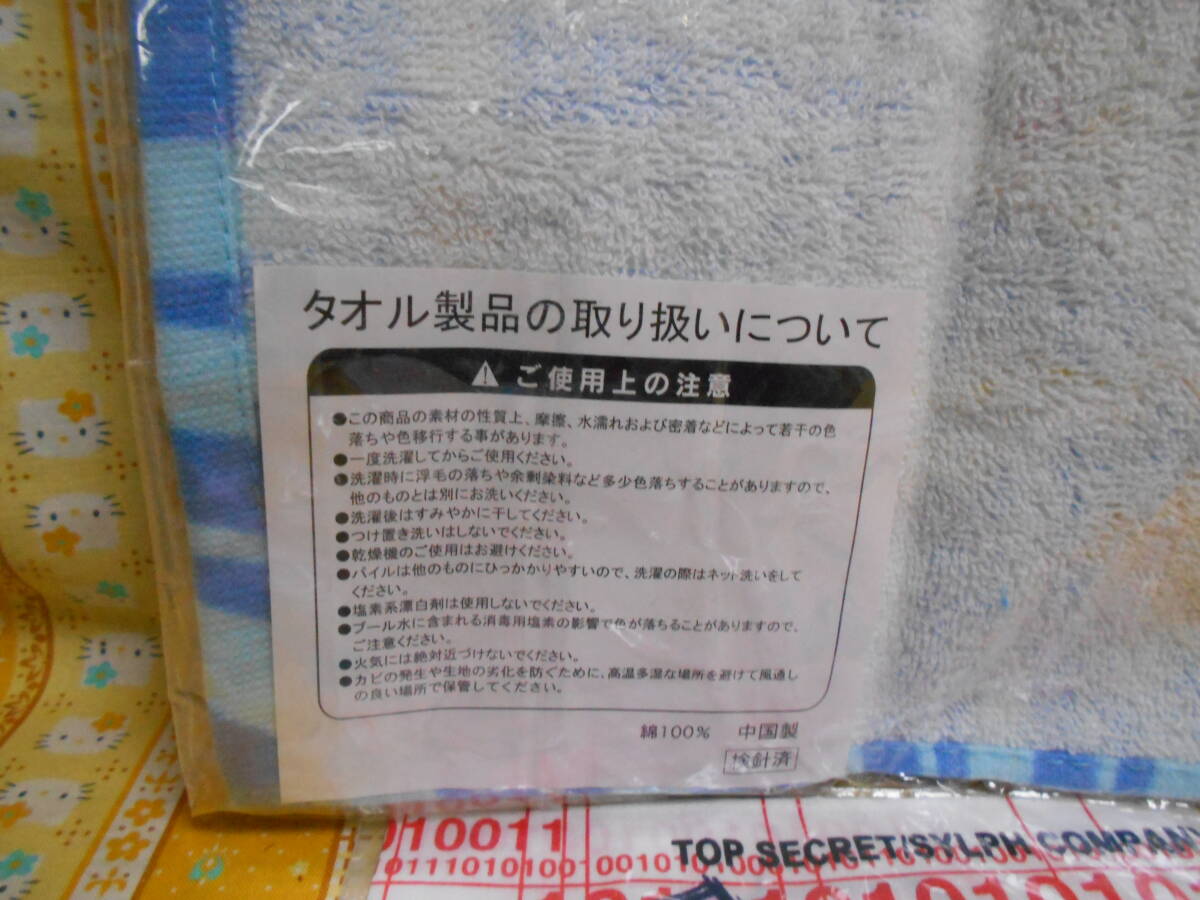 タオル製品の取り扱いについて
⚠ ご使用上の注意
●この商品の素材の性質上、摩擦、水濡れおよび密着などによって若干の色
落ちや色移行する事があります。
●一度洗濯してからご使用ください。
●洗濯時に浮毛の落ちや余剰染料など多少色落ちすることがありますので、
他のものとは別にお洗いください。
●洗濯後はすみやかに干してください。
●つけ置き洗いはしないでください。
●乾燥機のご使用はお避けください。
●パイルは他のものにひっかかりやすいので、洗濯の際はネット洗いをして
ください。
●塩素系漂白剤は使用しないでください。
●プール水に含まれる消毒用塩素の影響で色が落ちることがありますので、
ご注意ください。
●火気には絶対近づけないでください。
●カビの発生や生地の劣化を防ぐために、高温多湿な場所を避けて風通し
の良い場所で保管してください。
綿100% 中国製
検針済
10011
TOP SECRET/SYLPH COMPAN